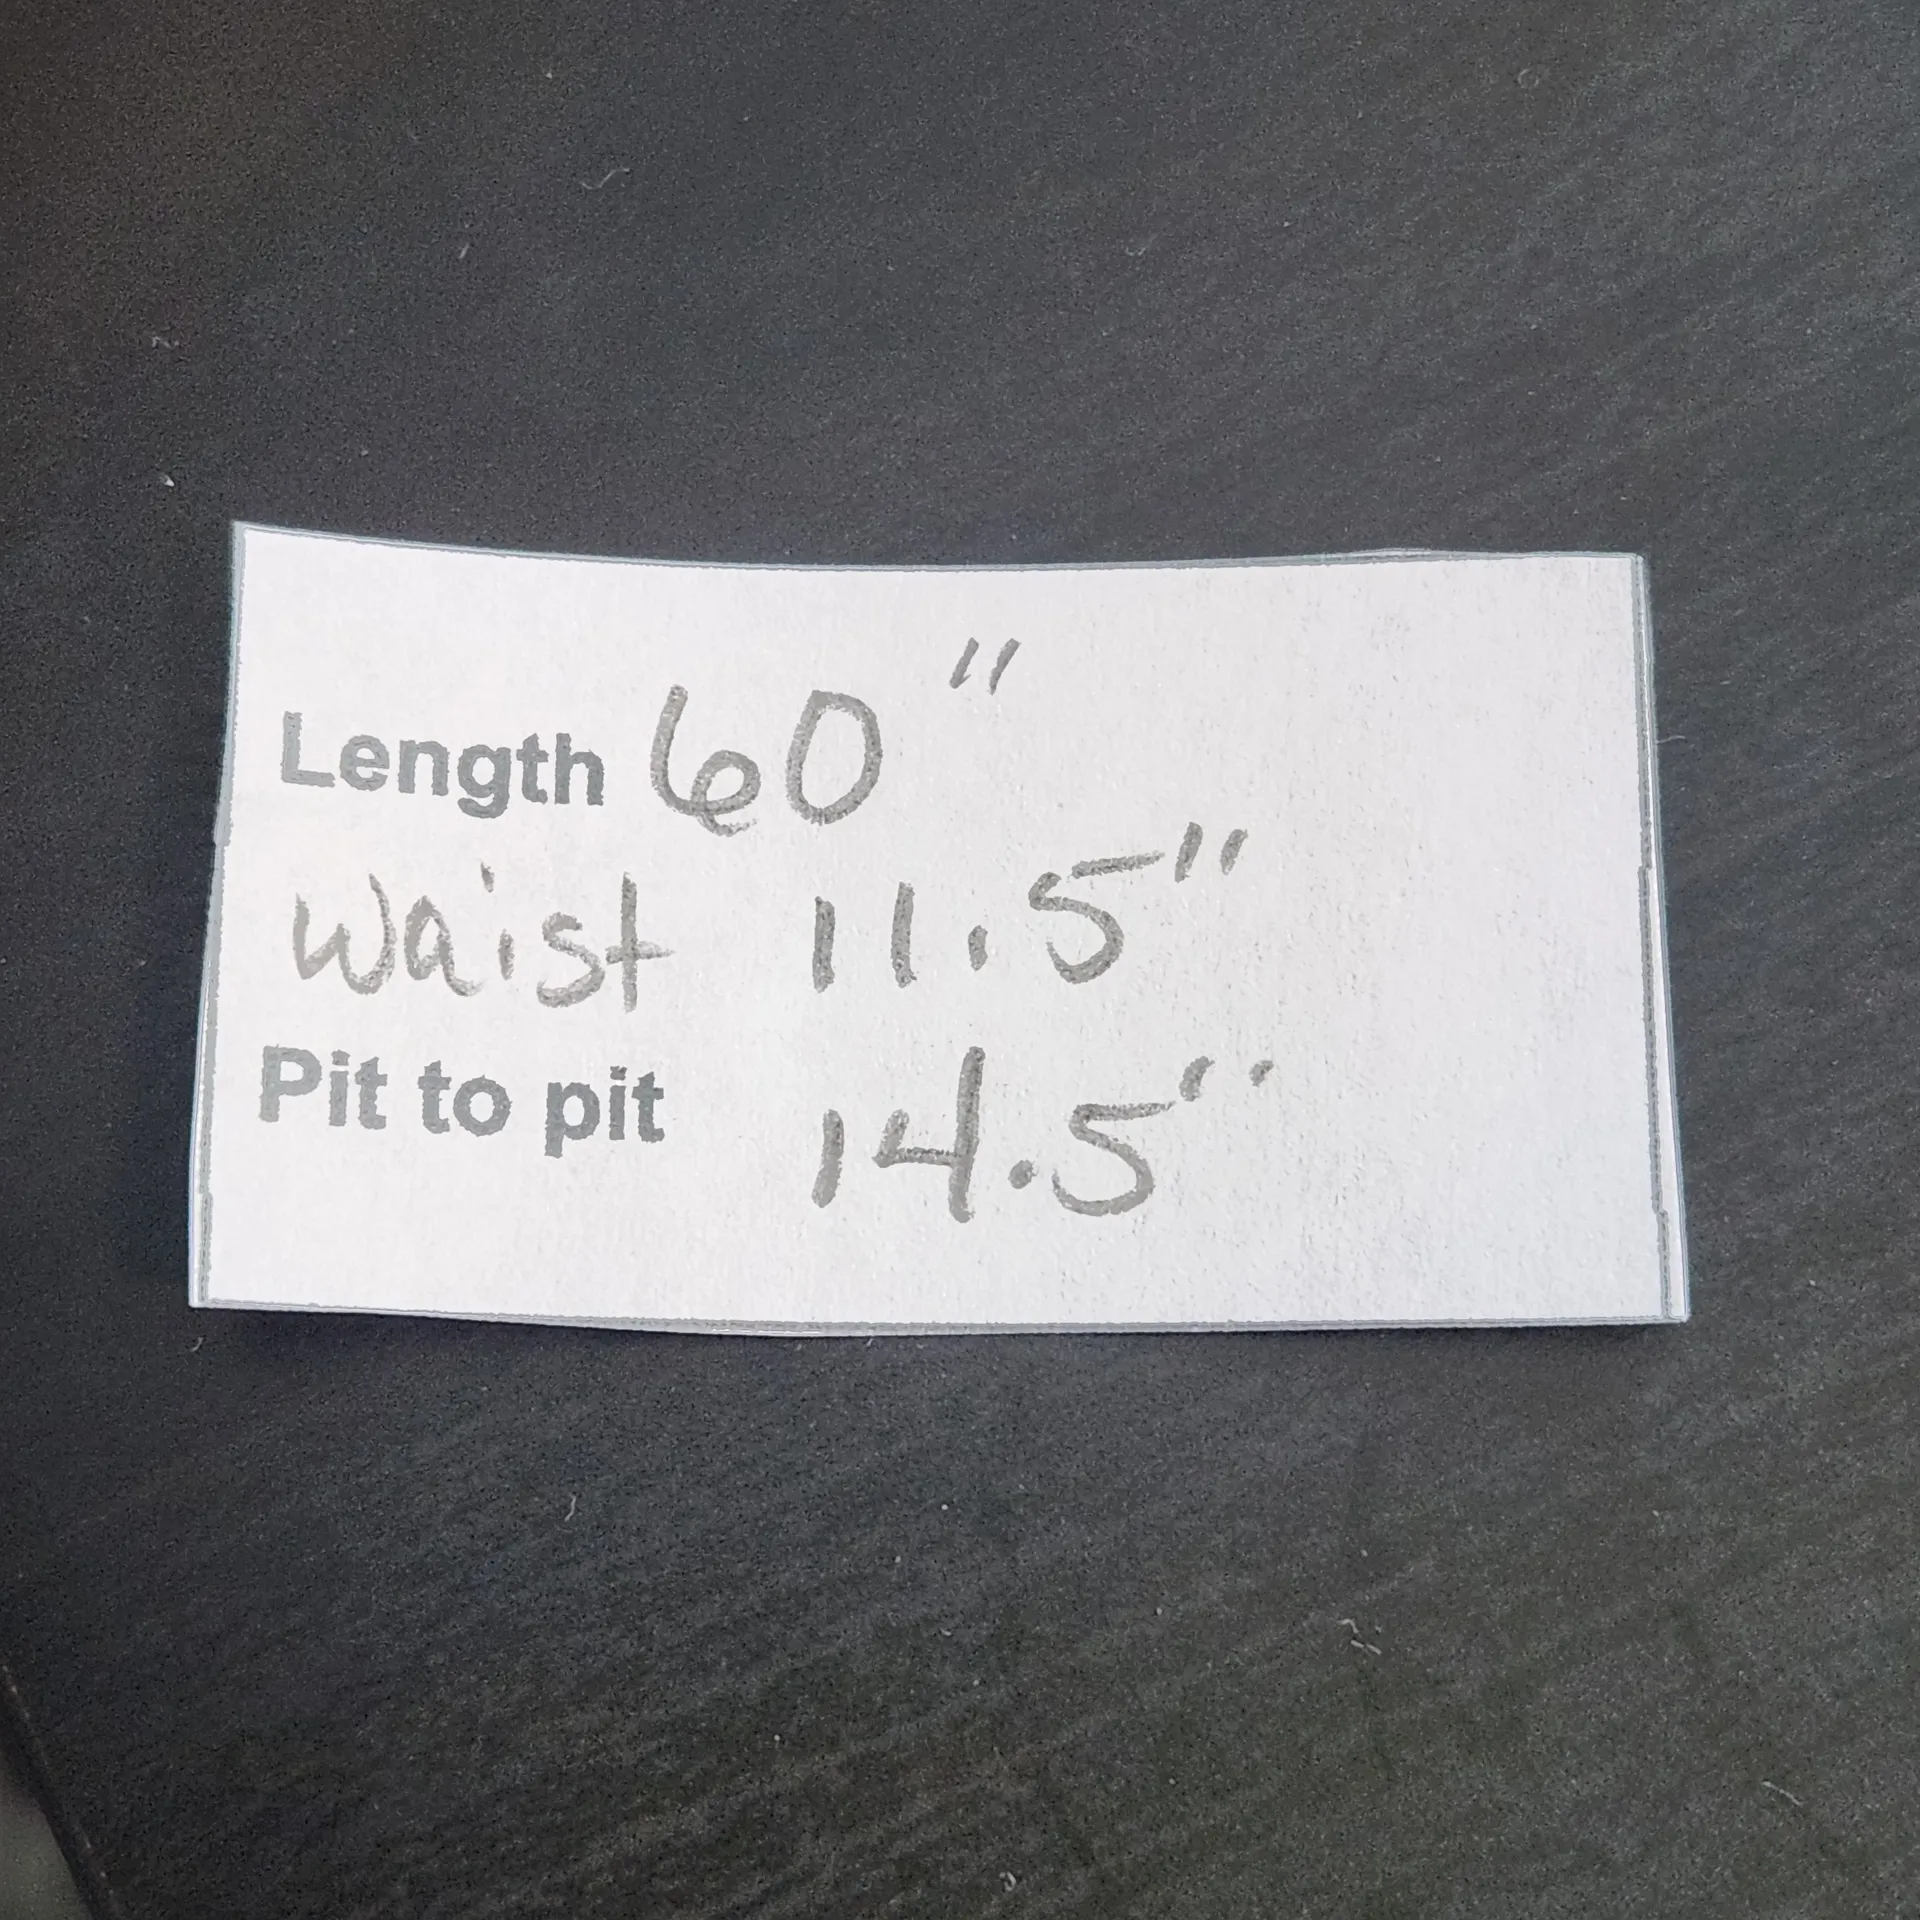 Length 60"
Waist 11.5"
Pit to pit 14.5"